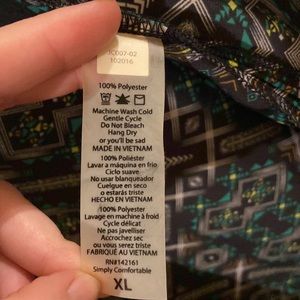 JC007-02
102016
100% Polyester
Machine Wash Cold
Gentle Cycle
Do Not Bleach
Hang Dry
or you'll be sad
MADE IN VIETNAM
100% Poliéster
Lavar a máquina en frío
Ciclo suave
No usar blanqueador
Cuelgue en seco
o estarás triste
HECHO EN VIETNAM
100% Polyester
Lavage en machine à froid
Cycle délicat
Ne pas javelliser
Accrochez sec
ou vous serez triste
FABRIQUÉ AU VIETNAM
RN#142161
Simply Comfortable
XL